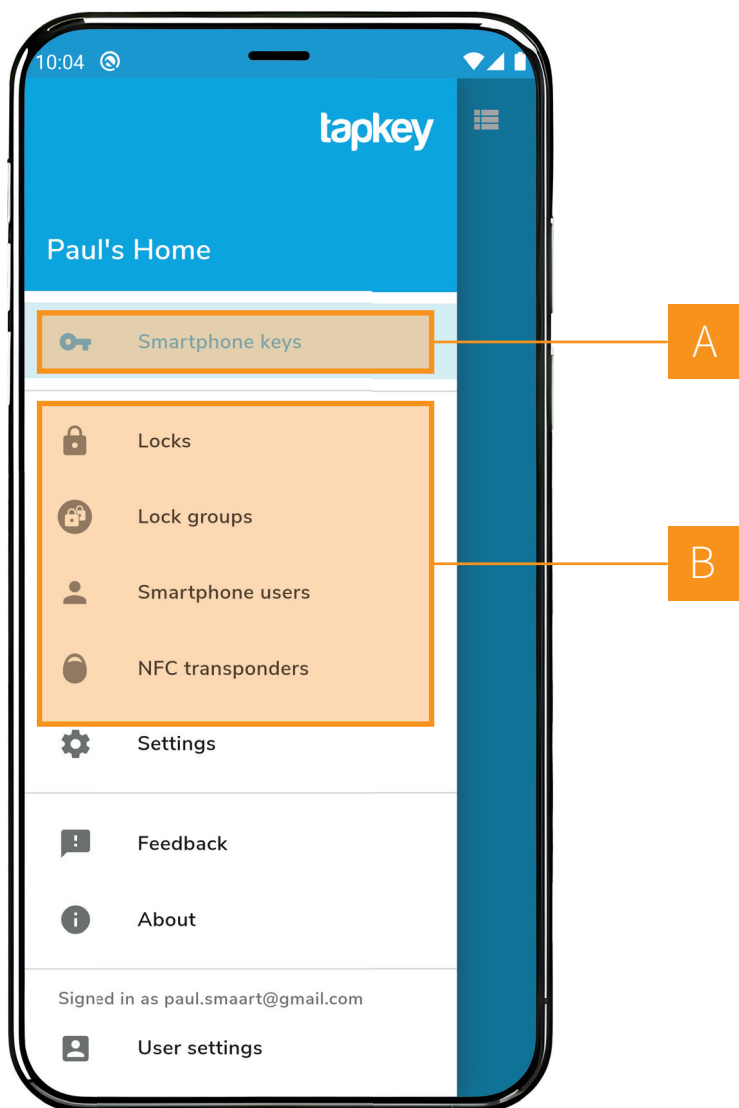 10:04
tapkey
Paul's Home
Smartphone keys
A
Locks
Lock groups
Smartphone users
B
NFC transponders
Settings
Feedback
About
Signed in as paul.smaart@gmail.com
User settings